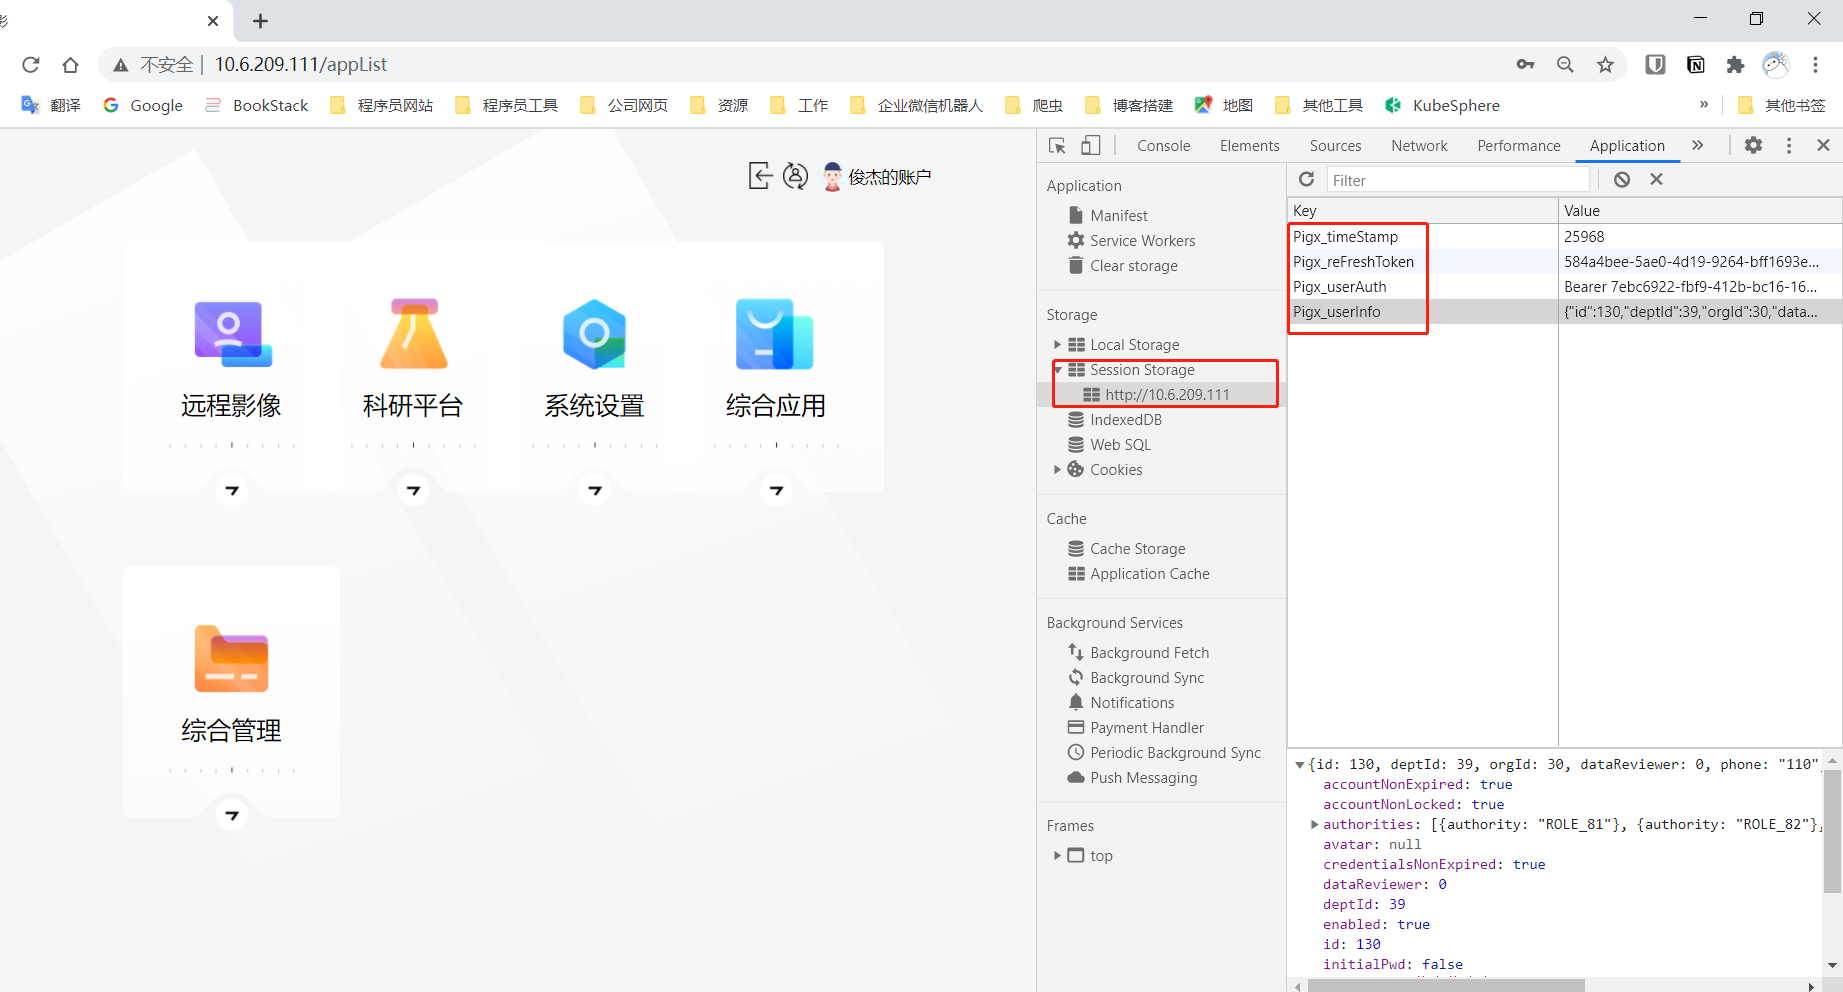 影
不安全 10.6.209.111/appList
翻译 Google BookStack 程序员网站 程序员工具 公司网页 资源 工作 企业微信机器人 爬虫 博客搭建 地图 其他工具 KubeSphere » 其他书签
Console Elements Sources Network Performance Application »
俊杰的账户
远程影像 科研平台 系统设置 综合应用
综合管理
Application
Manifest
Service Workers
Clear storage
Storage
Local Storage
Session Storage
http://10.6.209.111
IndexedDB
Web SQL
Cookies
Cache
Cache Storage
Application Cache
Background Services
Background Fetch
Background Sync
Notifications
Payment Handler
Periodic Background Sync
Push Messaging
Frames
top
Filter
Key Value
Pigx_timeStamp 25968
Pigx_reFreshToken 584a4bee-5ae0-4d19-9264-bff1693e...
Pigx_userAuth Bearer 7ebc6922-fbf9-412b-bc16-16...
Pigx_userInfo {"id":130,"deptId":39,"orgId":30,"data...
{id: 130, deptId: 39, orgId: 30, dataReviewer: 0, phone: "110",
accountNonExpired: true
accountNonLocked: true
authorities: [{authority: "ROLE_81"}, {authority: "ROLE_82"},
avatar: null
credentialsNonExpired: true
dataReviewer: 0
deptId: 39
enabled: true
id: 130
initialPwd: false